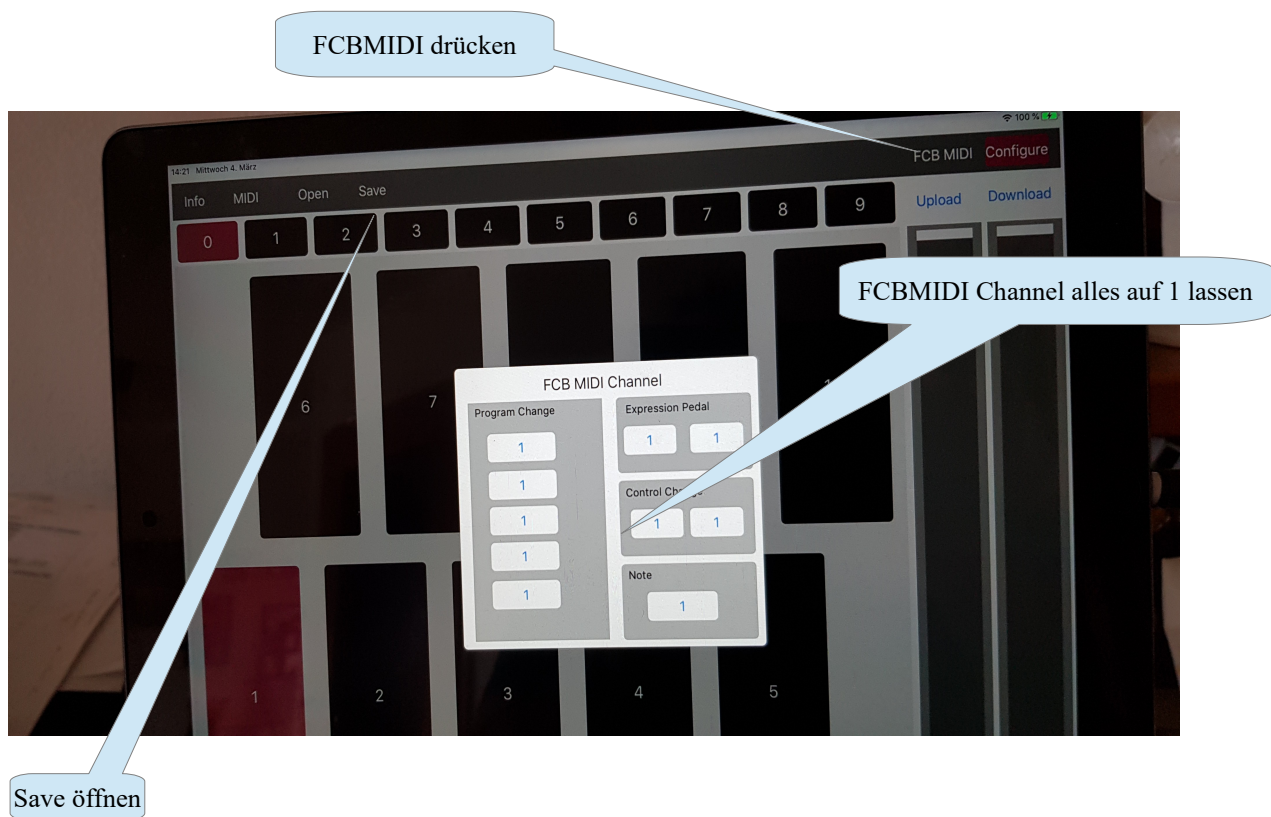 FCBMIDI drücken
100 %
14:21 Mittwoch 4. März
FCB MIDI Configure
Info MIDI Open Save
Upload Download
0 1 2 3 4 5 6 7 8 9
FCBMIDI Channel alles auf 1 lassen
6 7
FCB MIDI Channel
Program Change
1
1
1
1
1
Expression Pedal
1 1
Control Change
1 1
Note
1
1 2 3 4 5
Save öffnen